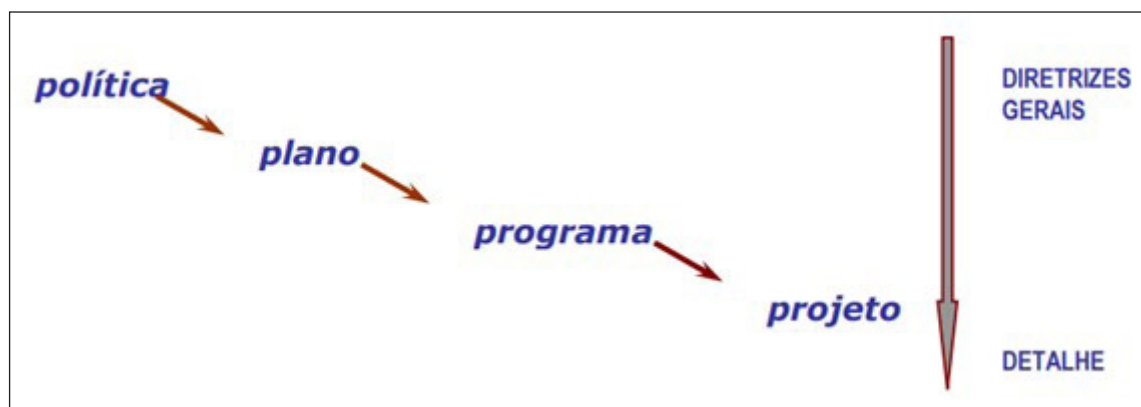 política
plano
programa
projeto
DIRETRIZES
GERAIS
DETALHE